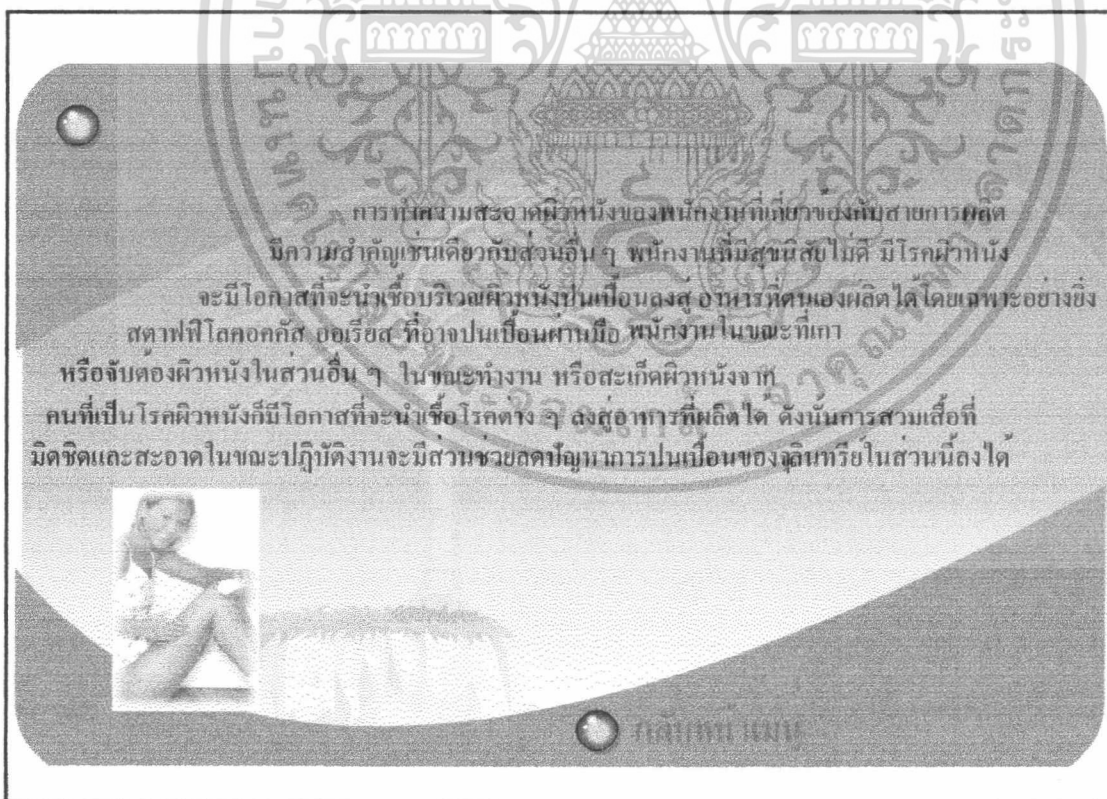 การทำความสะอาดผิวหนังของพนักงานที่เกี่ยวข้องกับสายการผลิต
มีความสำคัญเช่นเดียวกับส่วนอื่น ๆ พนักงานที่มีสุขนิสัยไม่ดี มีโรคผิวหนัง
จะมีโอกาสที่จะนำเชื้อบริเวณผิวหนังปนเปื้อนลงสู่ อาหารที่ตนเองผลิตได้โดยเฉพาะอย่างยิ่ง
สตาฟฟิโลคอคคัส ออเรียส ที่อาจปนเปื้อนผ่านมือ พนักงานในขณะที่เกา
หรือจับต้องผิวหนังในส่วนอื่น ๆ ในขณะทำงาน หรือสะเก็ดผิวหนังจาก
คนที่เป็นโรคผิวหนังก็มีโอกาสที่จะนำเชื้อโรคต่าง ๆ ลงสู่อาหารที่ผลิตได้ ดังนั้นการสวมเสื้อที่
มิดชิดและสะอาดในขณะปฏิบัติงานจะมีส่วนช่วยลดปัญหาการปนเปื้อนของจุลินทรีย์ในส่วนนี้ลงได้
กลับหน้าเมนู